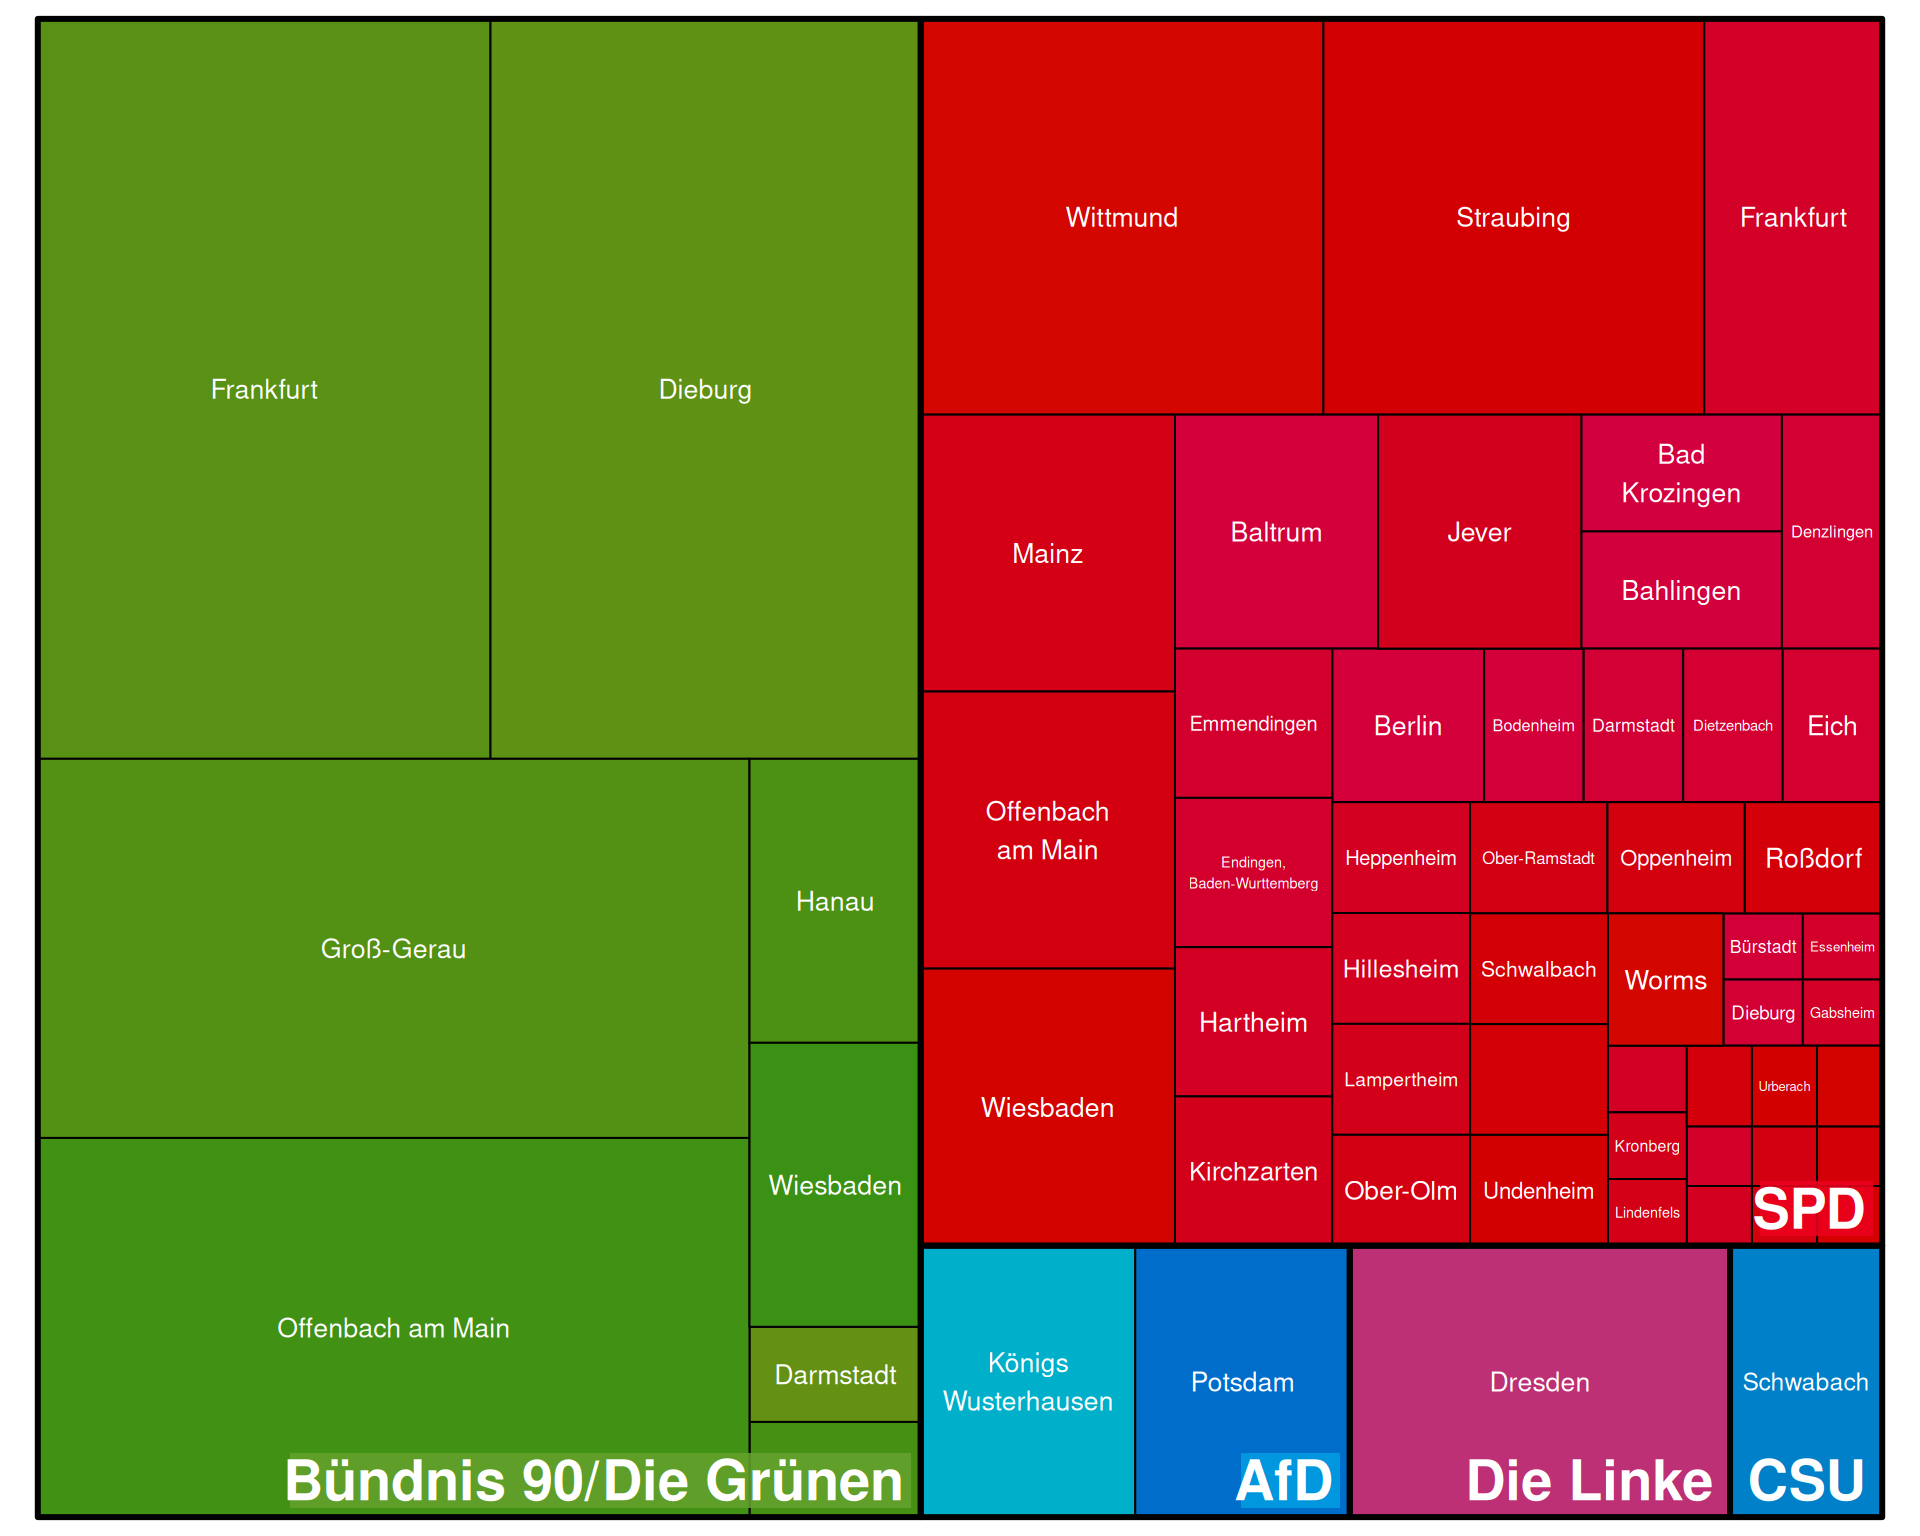 Frankfurt
Dieburg
Groß-Gerau
Hanau
Offenbach am Main
Wiesbaden
Darmstadt
Bündnis 90/Die Grünen
Wittmund
Straubing
Frankfurt
Mainz
Baltrum
Jever
Bad
Krozingen
Bahlingen
Denzlingen
Offenbach
am Main
Emmendingen
Berlin
Bodenheim
Darmstadt
Dietzenbach
Eich
Endingen,
Baden-Wurttemberg
Heppenheim
Ober-Ramstadt
Oppenheim
Roßdorf
Wiesbaden
Hartheim
Hillesheim
Schwalbach
Worms
Bürstadt
Essenheim
Dieburg
Gabsheim
Kirchzarten
Lampertheim
Urberach
Kronberg
Ober-Olm
Undenheim
Lindenfels
SPD
Königs
Wusterhausen
Potsdam
AfD
Dresden
Die Linke
Schwabach
CSU